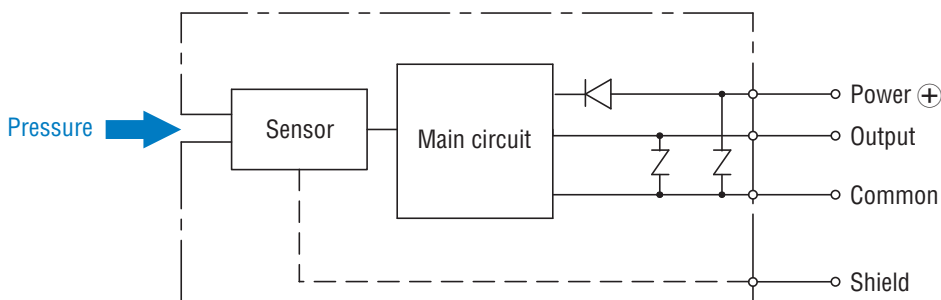 Pressure
Sensor
Main circuit
Power ⊕
Output
Common
Shield